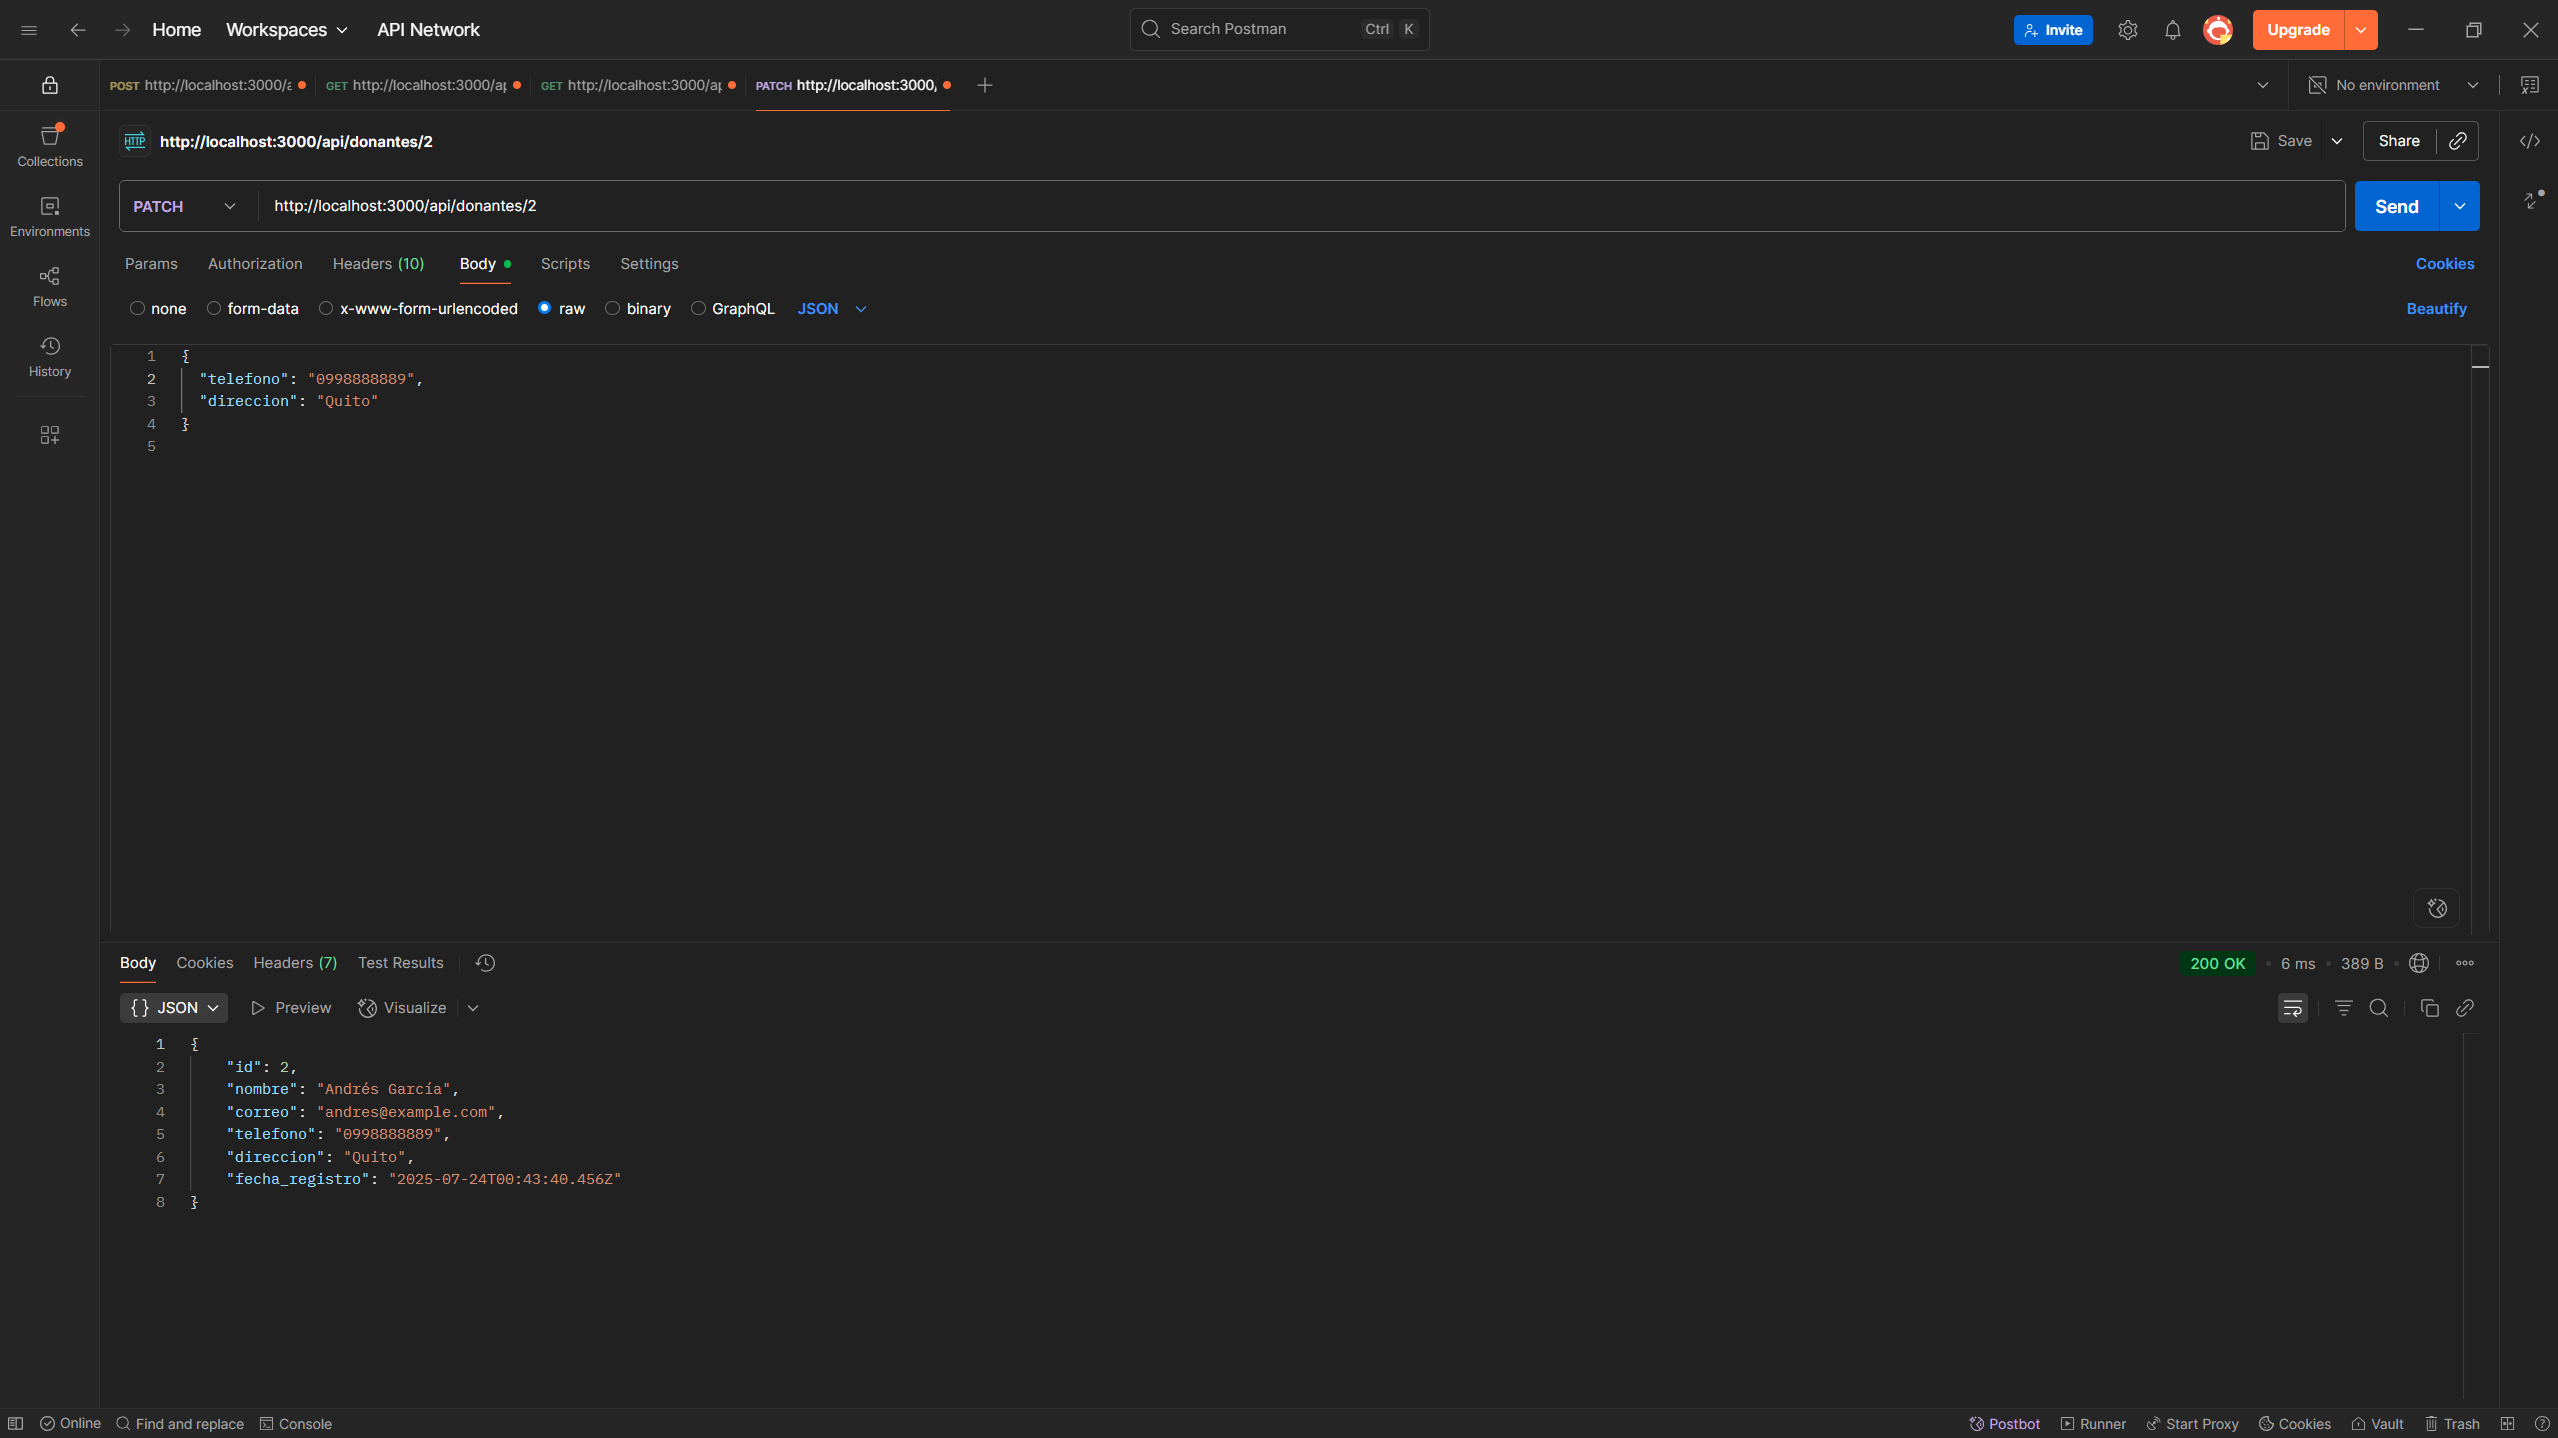 Home Workspaces API Network Search Postman Ctrl K Invite Upgrade
POST http://localhost:3000/a GET http://localhost:3000/ap GET http://localhost:3000/ap PATCH http://localhost:3000/ No environment
HTTP http://localhost:3000/api/donantes/2 Save Share
Collections
Environments
Flows
History
PATCH http://localhost:3000/api/donantes/2 Send
Params Authorization Headers (10) Body Scripts Settings Cookies
none form-data x-www-form-urlencoded raw binary GraphQL JSON Beautify
1 {
2 "telefono": "0998888889",
3 "direccion": "Quito"
4 }
5
Body Cookies Headers (7) Test Results 200 OK 6 ms 389 B
{} JSON Preview Visualize
1 {
2 "id": 2,
3 "nombre": "Andrés García",
4 "correo": "andres@example.com",
5 "telefono": "0998888889",
6 "direccion": "Quito",
7 "fecha_registro": "2025-07-24T00:43:40.456Z"
8 }
Online Find and replace Console Postbot Runner Start Proxy Cookies Vault Trash